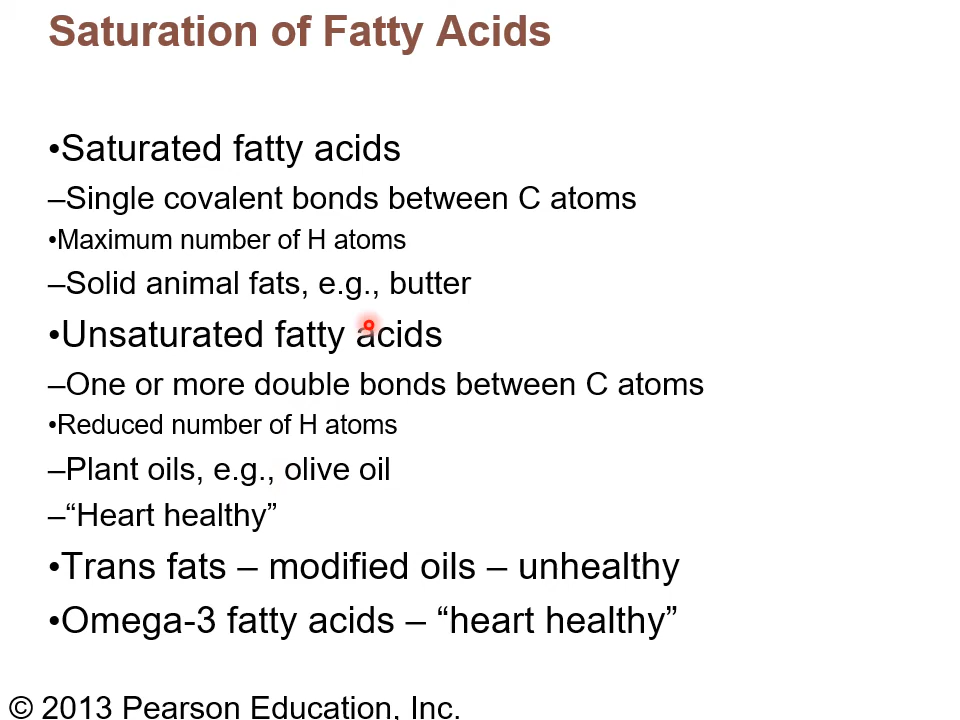 Saturation of Fatty Acids
•Saturated fatty acids
–Single covalent bonds between C atoms
•Maximum number of H atoms
–Solid animal fats, e.g., butter
•Unsaturated fatty acids
–One or more double bonds between C atoms
•Reduced number of H atoms
–Plant oils, e.g., olive oil
–“Heart healthy”
•Trans fats – modified oils – unhealthy
•Omega-3 fatty acids – “heart healthy”
© 2013 Pearson Education, Inc.